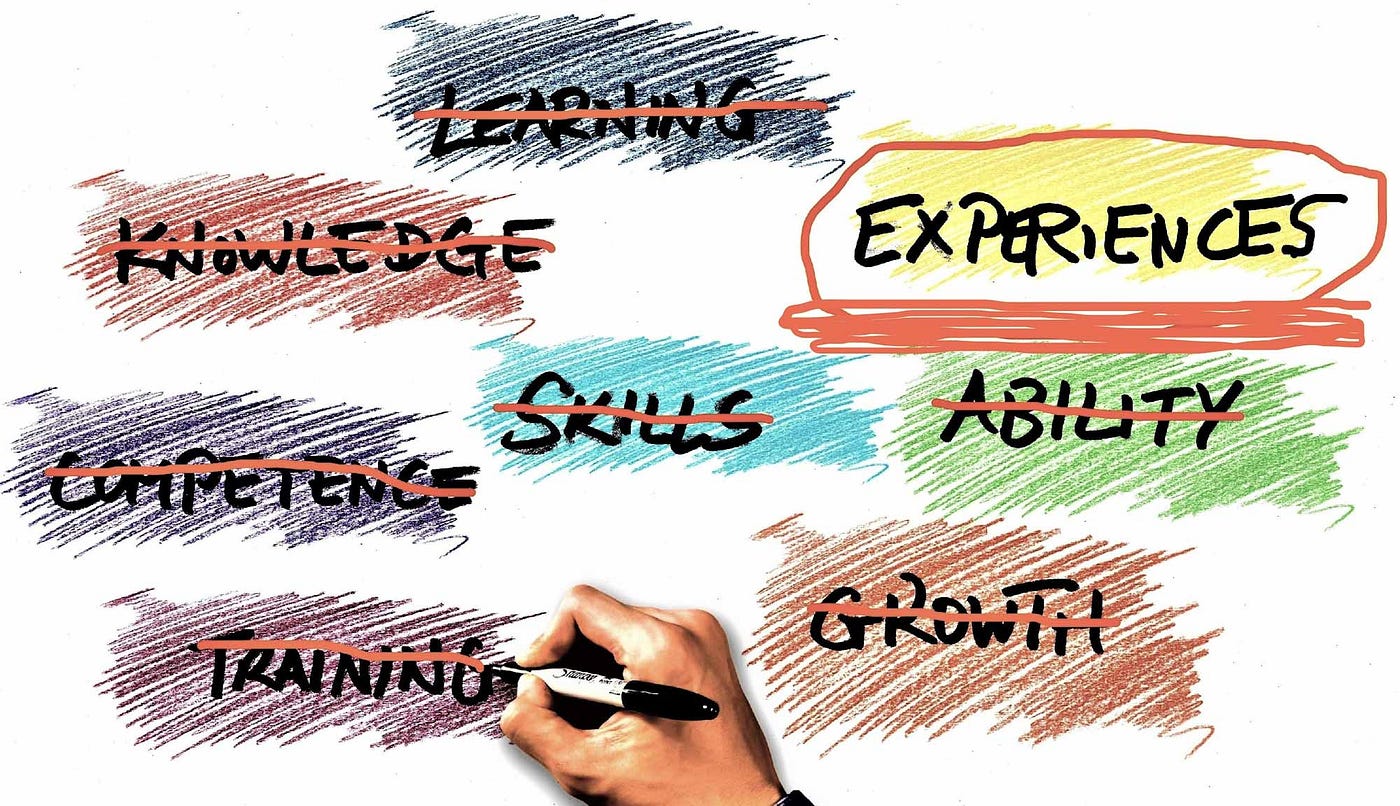 LEARNING
KNOWLEDGE
EXPERIENCES
SKILLS
ABILITY
COMPETENCE
GROWTH
TRAINING